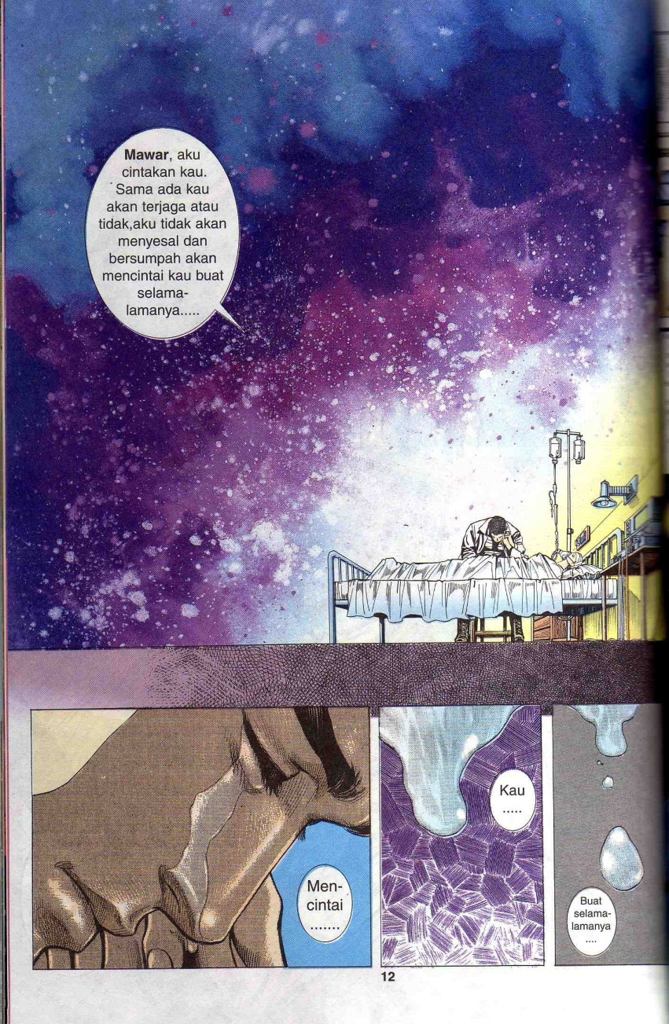 Mawar, aku
cintakan kau.
Sama ada kau
akan terjaga atau
tidak,aku tidak akan
menyesal dan
bersumpah akan
mencintai kau buat
selama-
lamanya.....
Men-
cintai
.......
Kau
.....
Buat
selama-
lamanya
....
12